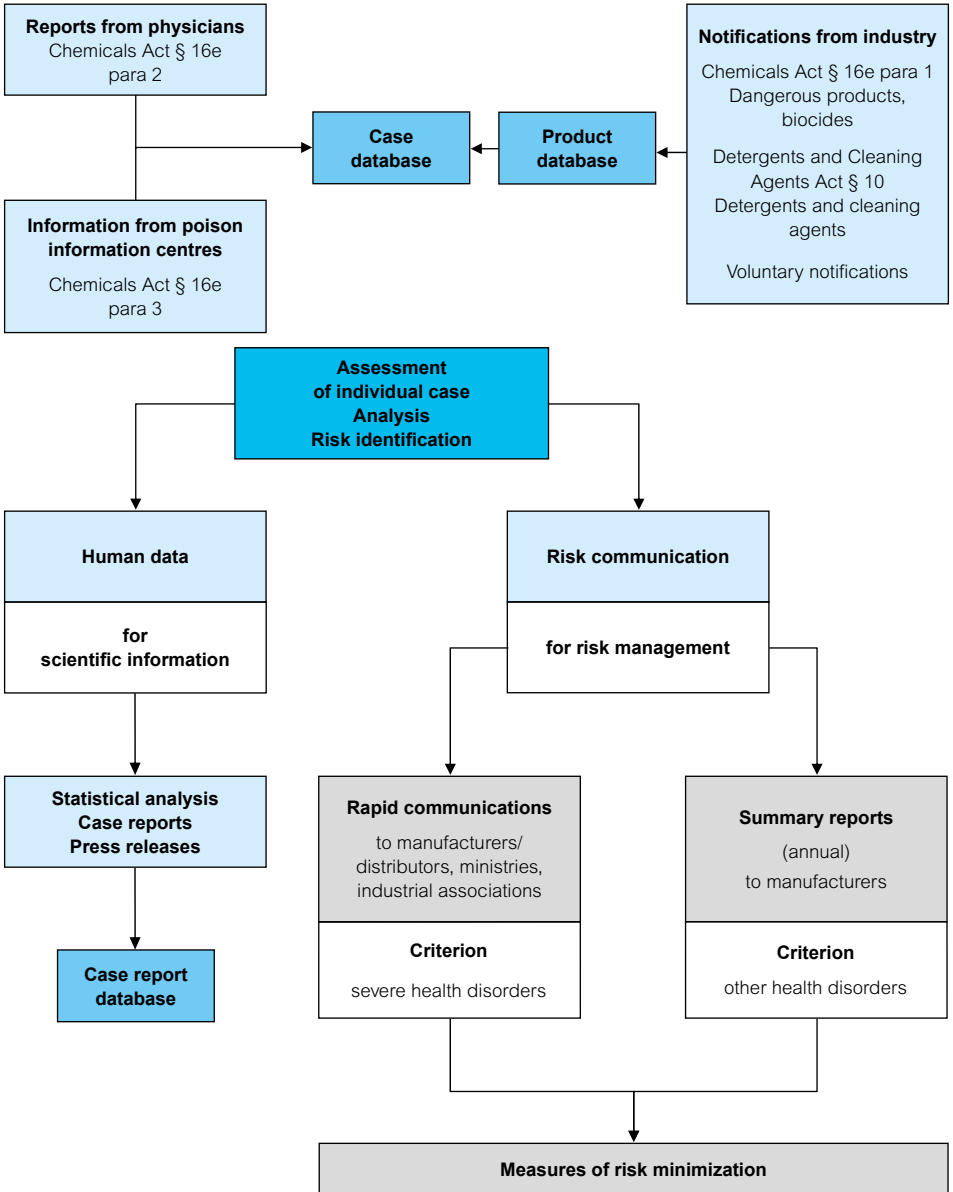 Reports from physicians
Chemicals Act § 16e
para 2
Notifications from industry
Chemicals Act § 16e para 1
Dangerous products,
biocides
Detergents and Cleaning
Agents Act § 10
Detergents and cleaning
agents
Voluntary notifications
Case
database
Product
database
Information from poison
information centres
Chemicals Act § 16e
para 3
Assessment
of individual case
Analysis
Risk identification
Human data
for
scientific information
Risk communication
for risk management
Statistical analysis
Case reports
Press releases
Case report
database
Rapid communications
to manufacturers/
distributors, ministries,
industrial associations
Criterion
severe health disorders
Summary reports
(annual)
to manufacturers
Criterion
other health disorders
Measures of risk minimization